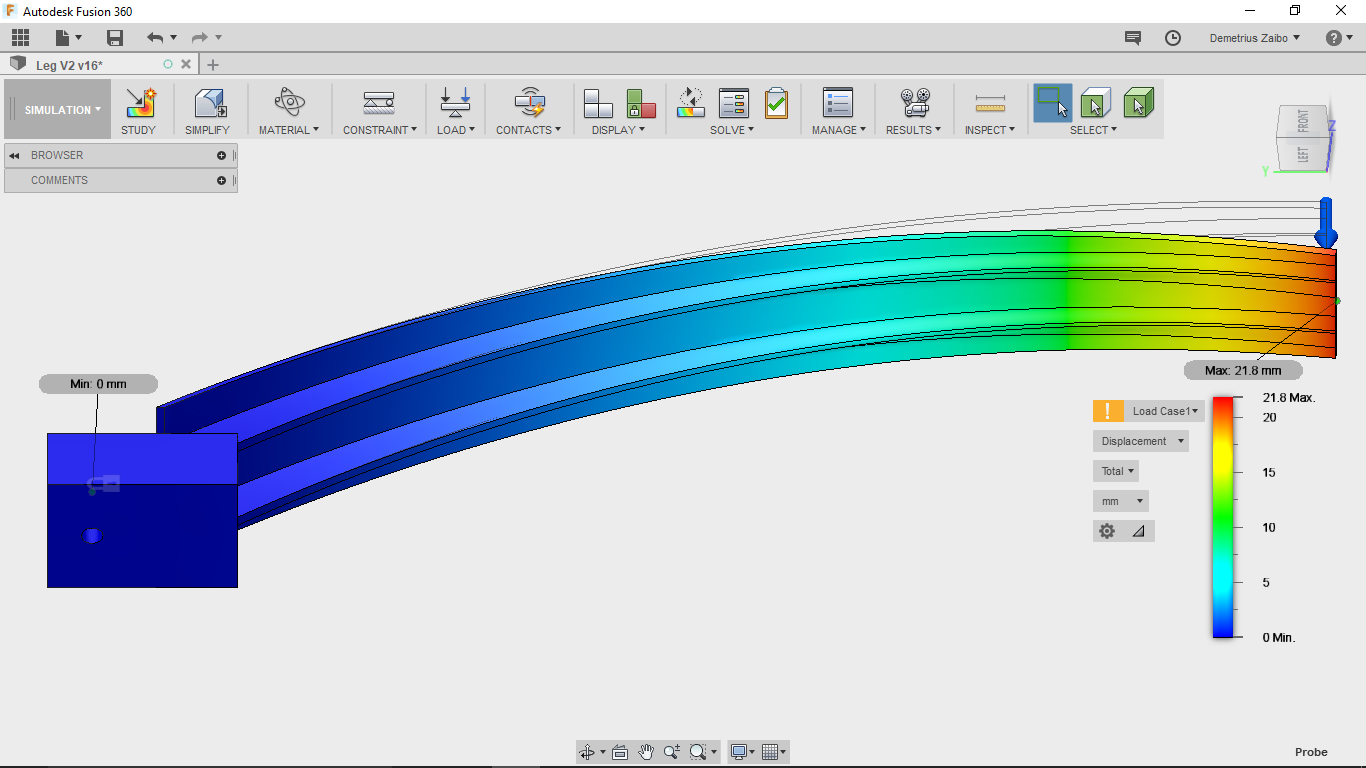 Autodesk Fusion 360
Demetrius Zaibo
Leg V2 v16*
SIMULATION
STUDY
SIMPLIFY
MATERIAL
CONSTRAINT
LOAD
CONTACTS
DISPLAY
SOLVE
MANAGE
RESULTS
INSPECT
SELECT
BROWSER
COMMENTS
FRONT
LEFT
Z
Y
Min: 0 mm
Max: 21.8 mm
Load Case1
Displacement
Total
mm
21.8 Max.
20
15
10
5
0 Min.
Probe